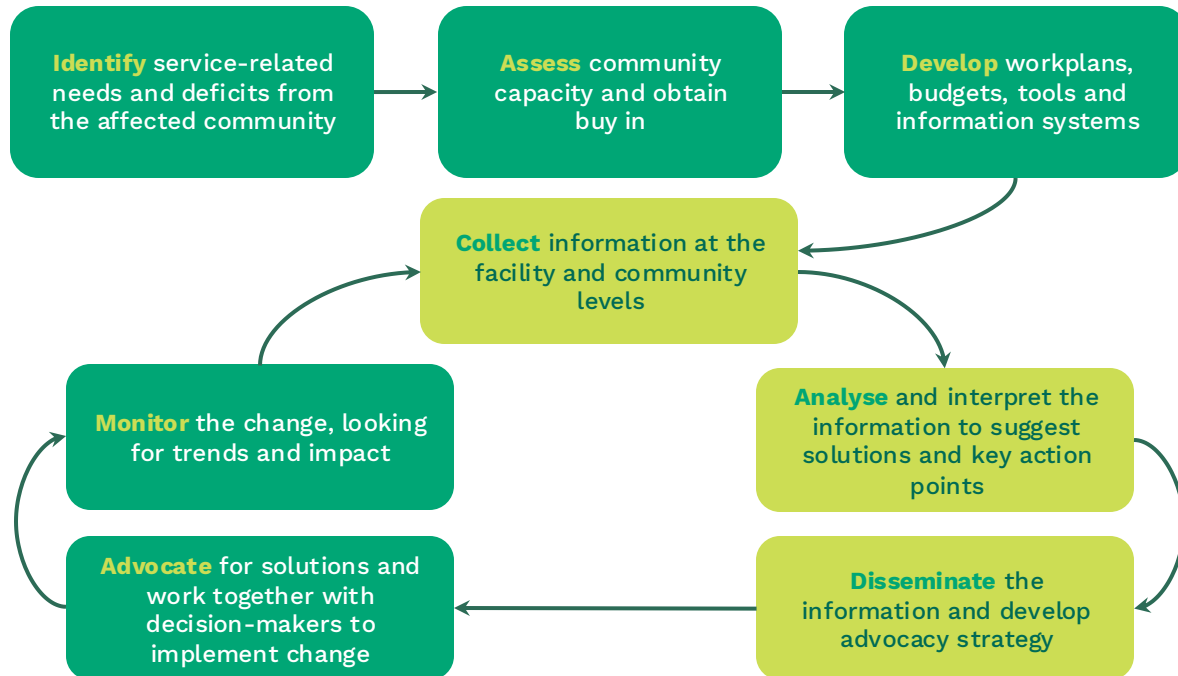 Identify service-related
needs and deficits from
the affected community
Assess community
capacity and obtain
buy in
Develop workplans,
budgets, tools and
information systems
Collect information at the
facility and community
levels
Analyse and interpret the
information to suggest
solutions and key action
points
Disseminate the
information and develop
advocacy strategy
Advocate for solutions and
work together with
decision-makers to
implement change
Monitor the change, looking
for trends and impact